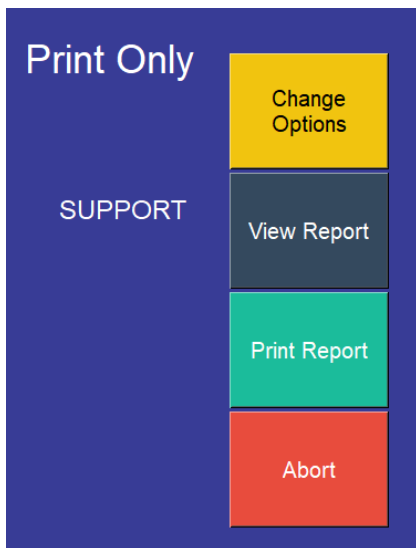 Print Only
Change
Options
SUPPORT
View Report
Print Report
Abort